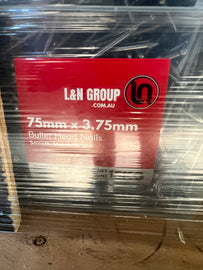 L&N GROUP
.COM.AU
75mm x 3.75mm
Bullet Head Nails